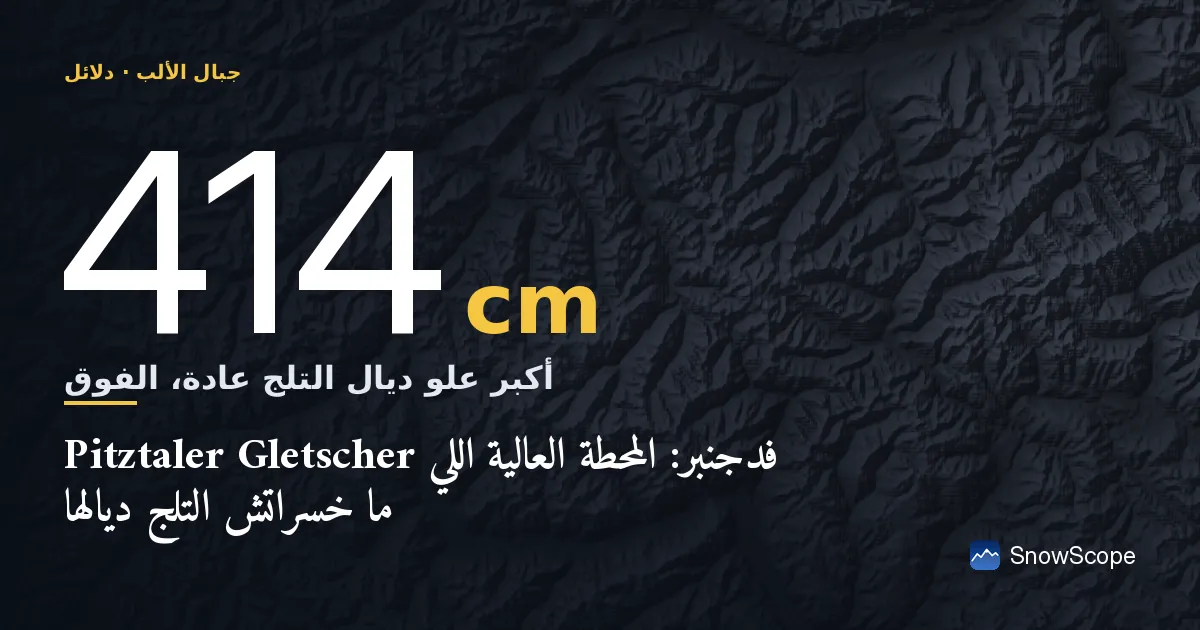 جبال الألب · دلائل
414 cm
أكبر علو ديال التلج عادة، الفوق
Pitztaler Gletscher فدجنبر: المحطة العالية اللي
ما خسراتش التلج ديالها
SnowScope